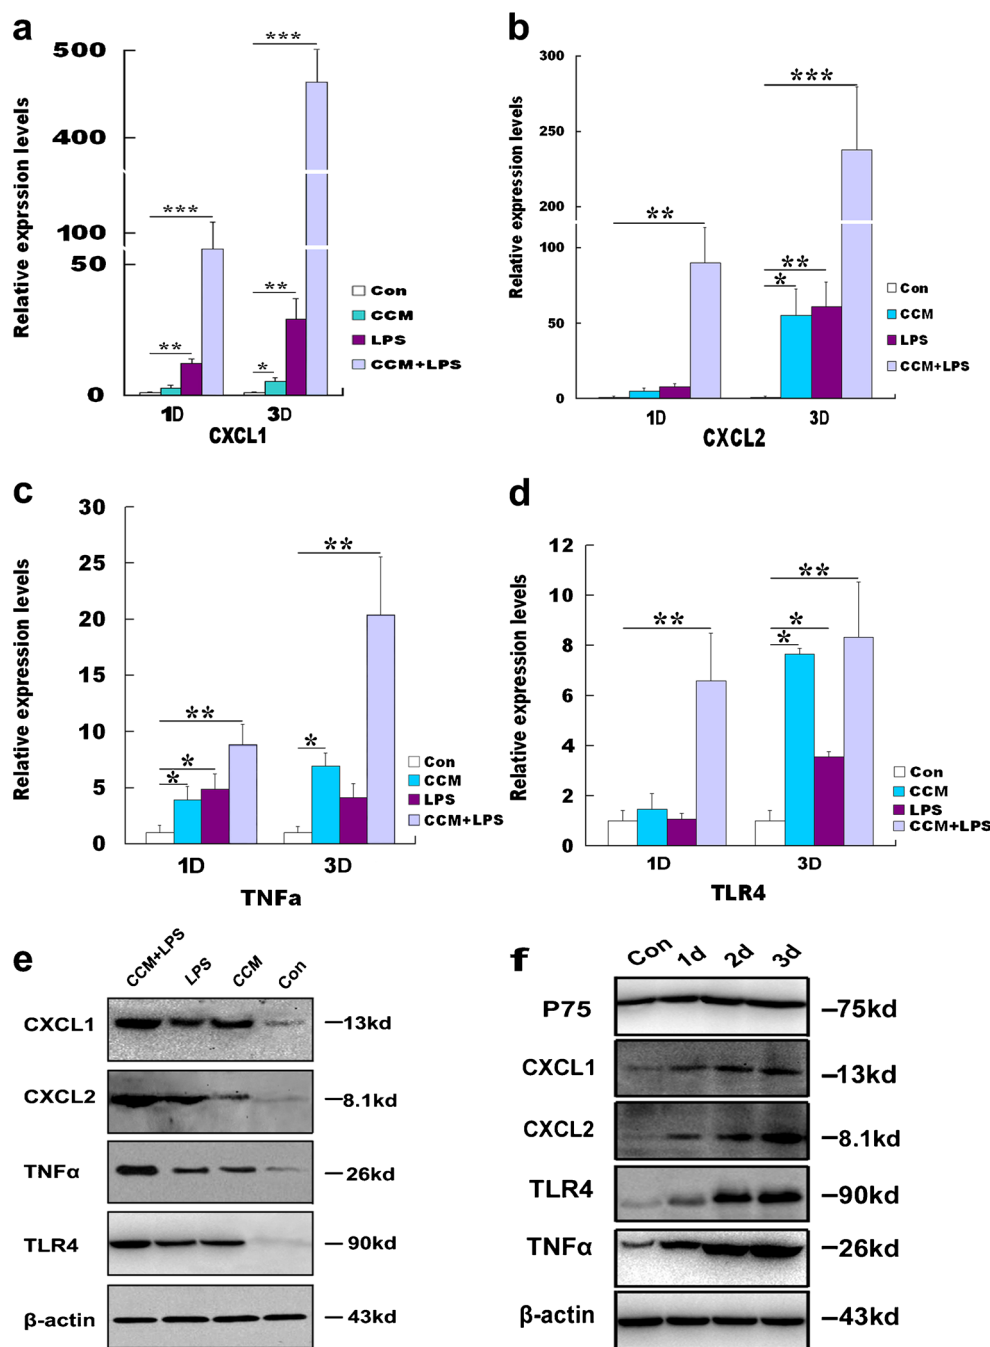 a
Relative exprssion levels
500
400
100
50
0
***
**
***
**
*
1D
3D
CXCL1
Con
CCM
LPS
CCM+LPS
b
Relative expression levels
300
250
200
100
50
0
**
***
**
*
1D
3D
CXCL2
Con
CCM
LPS
CCM+LPS
c
Relative expression levels
30
25
20
15
10
5
0
**
*
*
**
*
1D
3D
TNFa
Con
CCM
LPS
CCM+LPS
d
Relative expression levels
12
10
8
6
4
2
0
**
**
*
*
1D
3D
TLR4
Con
CCM
LPS
CCM+LPS
e
CCM+LPS LPS CCM Con
CXCL1 –13kd
CXCL2 –8.1kd
TNFα –26kd
TLR4 –90kd
β-actin –43kd
f
Con 1d 2d 3d
P75 –75kd
CXCL1 –13kd
CXCL2 –8.1kd
TLR4 –90kd
TNFα –26kd
β-actin –43kd